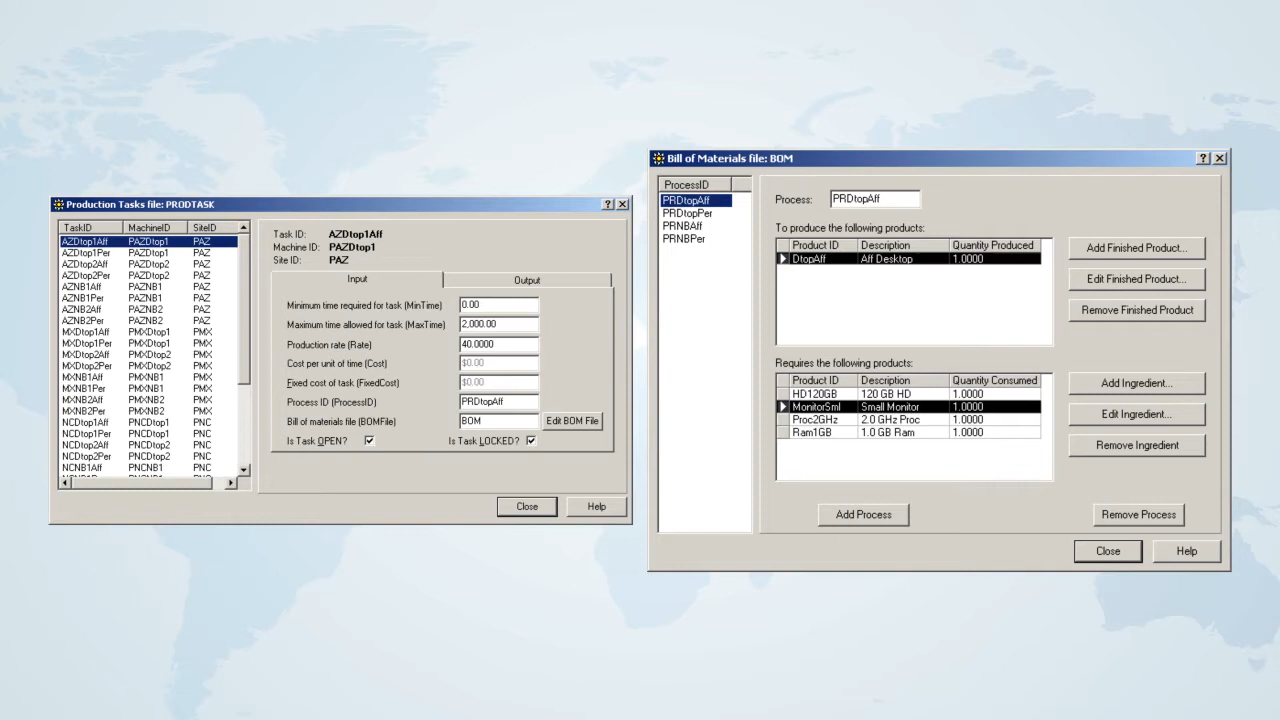 Production Tasks file: PRODTASK
TaskID MachineID SiteID
AZDtop1Aff PAZDtop1 PAZ
AZDtop1Per PAZDtop1 PAZ
AZDtop2Aff PAZDtop2 PAZ
AZDtop2Per PAZDtop2 PAZ
AZNB1Aff PAZNB1 PAZ
AZNB1Per PAZNB1 PAZ
AZNB2Aff PAZNB2 PAZ
AZNB2Per PAZNB2 PAZ
MXDtop1Aff PMXDtop1 PMX
MXDtop1Per PMXDtop1 PMX
MXDtop2Aff PMXDtop2 PMX
MXDtop2Per PMXDtop2 PMX
MXNB1Aff PMXNB1 PMX
MXNB1Per PMXNB1 PMX
MXNB2Aff PMXNB2 PMX
MXNB2Per PMXNB2 PMX
NCDtop1Aff PNCDtop1 PNC
NCDtop1Per PNCDtop1 PNC
NCDtop2Aff PNCDtop2 PNC
NCDtop2Per PNCDtop2 PNC
NCNB1Aff PNCNB1 PNC
Task ID: AZDtop1Aff
Machine ID: PAZDtop1
Site ID: PAZ
Input Output
Minimum time required for task (MinTime) 0.00
Maximum time allowed for task (MaxTime) 2,000.00
Production rate (Rate) 40.0000
Cost per unit of time (Cost) $0.00
Fixed cost of task (FixedCost) $0.00
Process ID (ProcessID) PRDtopAff
Bill of materials file (BOMFile) BOM Edit BOM File
Is Task OPEN? Is Task LOCKED?
Close Help
Bill of Materials file: BOM
ProcessID
PRDtopAff
PRDtopPer
PRNBAff
PRNBPer
Process: PRDtopAff
To produce the following products:
Product ID Description Quantity Produced
DtopAff Aff Desktop 1.0000
Add Finished Product...
Edit Finished Product...
Remove Finished Product
Requires the following products:
Product ID Description Quantity Consumed
HD120GB 120 GB HD 1.0000
MonitorSml Small Monitor 1.0000
Proc2GHz 2.0 GHz Proc 1.0000
Ram1GB 1.0 GB Ram 1.0000
Add Ingredient...
Edit Ingredient...
Remove Ingredient
Add Process Remove Process
Close Help